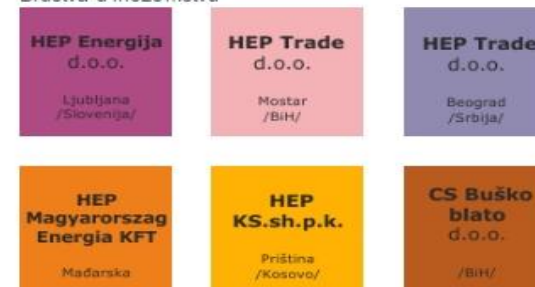 HEP Energija
d.o.o.
Ljubljana
/Slovenija/
HEP Trade
d.o.o.
Mostar
/BiH/
HEP Trade
d.o.o.
Beograd
/Srbija/
HEP
Magyarorszag
Energia KFT
Mađarska
HEP
KS.sh.p.k.
Priština
/Kosovo/
CS Buško
blato
d.o.o.
/BiH/